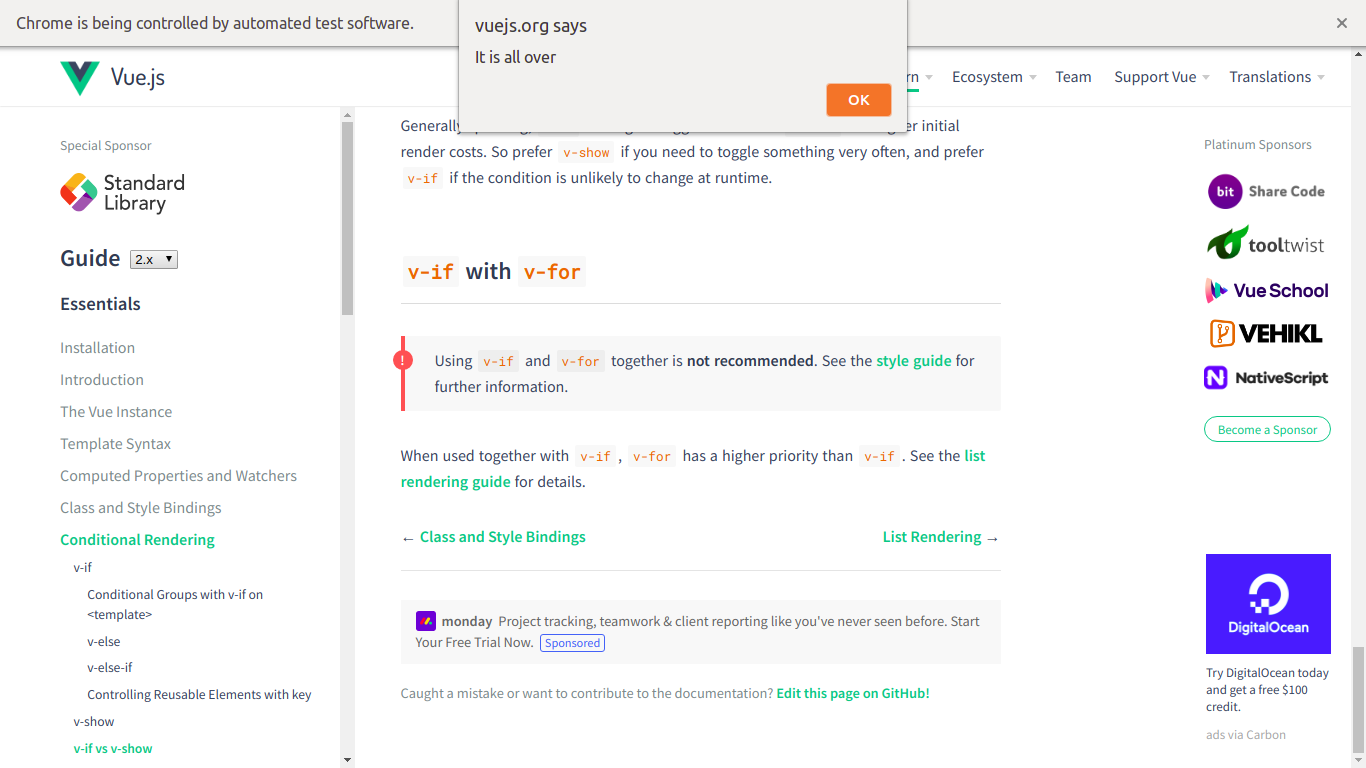 Chrome is being controlled by automated test software.
vuejs.org says
It is all over
OK
Vue.js
Ecosystem
Team
Support Vue
Translations
Special Sponsor
Standard
Library
Guide 2.x
Essentials
Installation
Introduction
The Vue Instance
Template Syntax
Computed Properties and Watchers
Class and Style Bindings
Conditional Rendering
v-if
Conditional Groups with v-if on
<template>
v-else
v-else-if
Controlling Reusable Elements with key
v-show
v-if vs v-show
initial
render costs. So prefer v-show if you need to toggle something very often, and prefer
v-if if the condition is unlikely to change at runtime.
v-if with v-for
!
Using v-if and v-for together is not recommended. See the style guide for
further information.
When used together with v-if , v-for has a higher priority than v-if . See the list
rendering guide for details.
← Class and Style Bindings
List Rendering →
monday Project tracking, teamwork & client reporting like you've never seen before. Start
Your Free Trial Now. Sponsored
Caught a mistake or want to contribute to the documentation? Edit this page on GitHub!
Platinum Sponsors
bit Share Code
tooltwist
Vue School
VEHIKL
NativeScript
Become a Sponsor
DigitalOcean
Try DigitalOcean today
and get a free $100
credit.
ads via Carbon